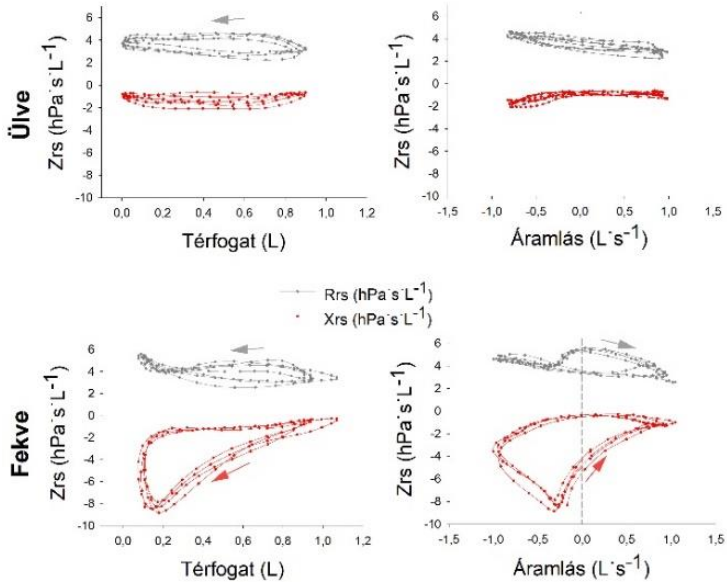 Ülve
Zrs (hPa˙s˙L⁻¹)
6
4
2
0
-2
-4
-6
-8
-10
0,0 0,2 0,4 0,6 0,8 1,0 1,2
Térfogat (L)
Zrs (hPa˙s˙L⁻¹)
6
4
2
0
-2
-4
-6
-8
-10
-1,5 -1,0 -0,5 0,0 0,5 1,0 1,5
Áramlás (L˙s⁻¹)
Rrs (hPa˙s˙L⁻¹)
Xrs (hPa˙s˙L⁻¹)
Fekve
Zrs (hPa˙s˙L⁻¹)
6
4
2
0
-2
-4
-6
-8
-10
0,0 0,2 0,4 0,6 0,8 1,0 1,2
Térfogat (L)
Zrs (hPa˙s˙L⁻¹)
6
4
2
0
-2
-4
-6
-8
-10
-1,5 -1,0 -0,5 0,0 0,5 1,0 1,5
Áramlás (L˙s⁻¹)